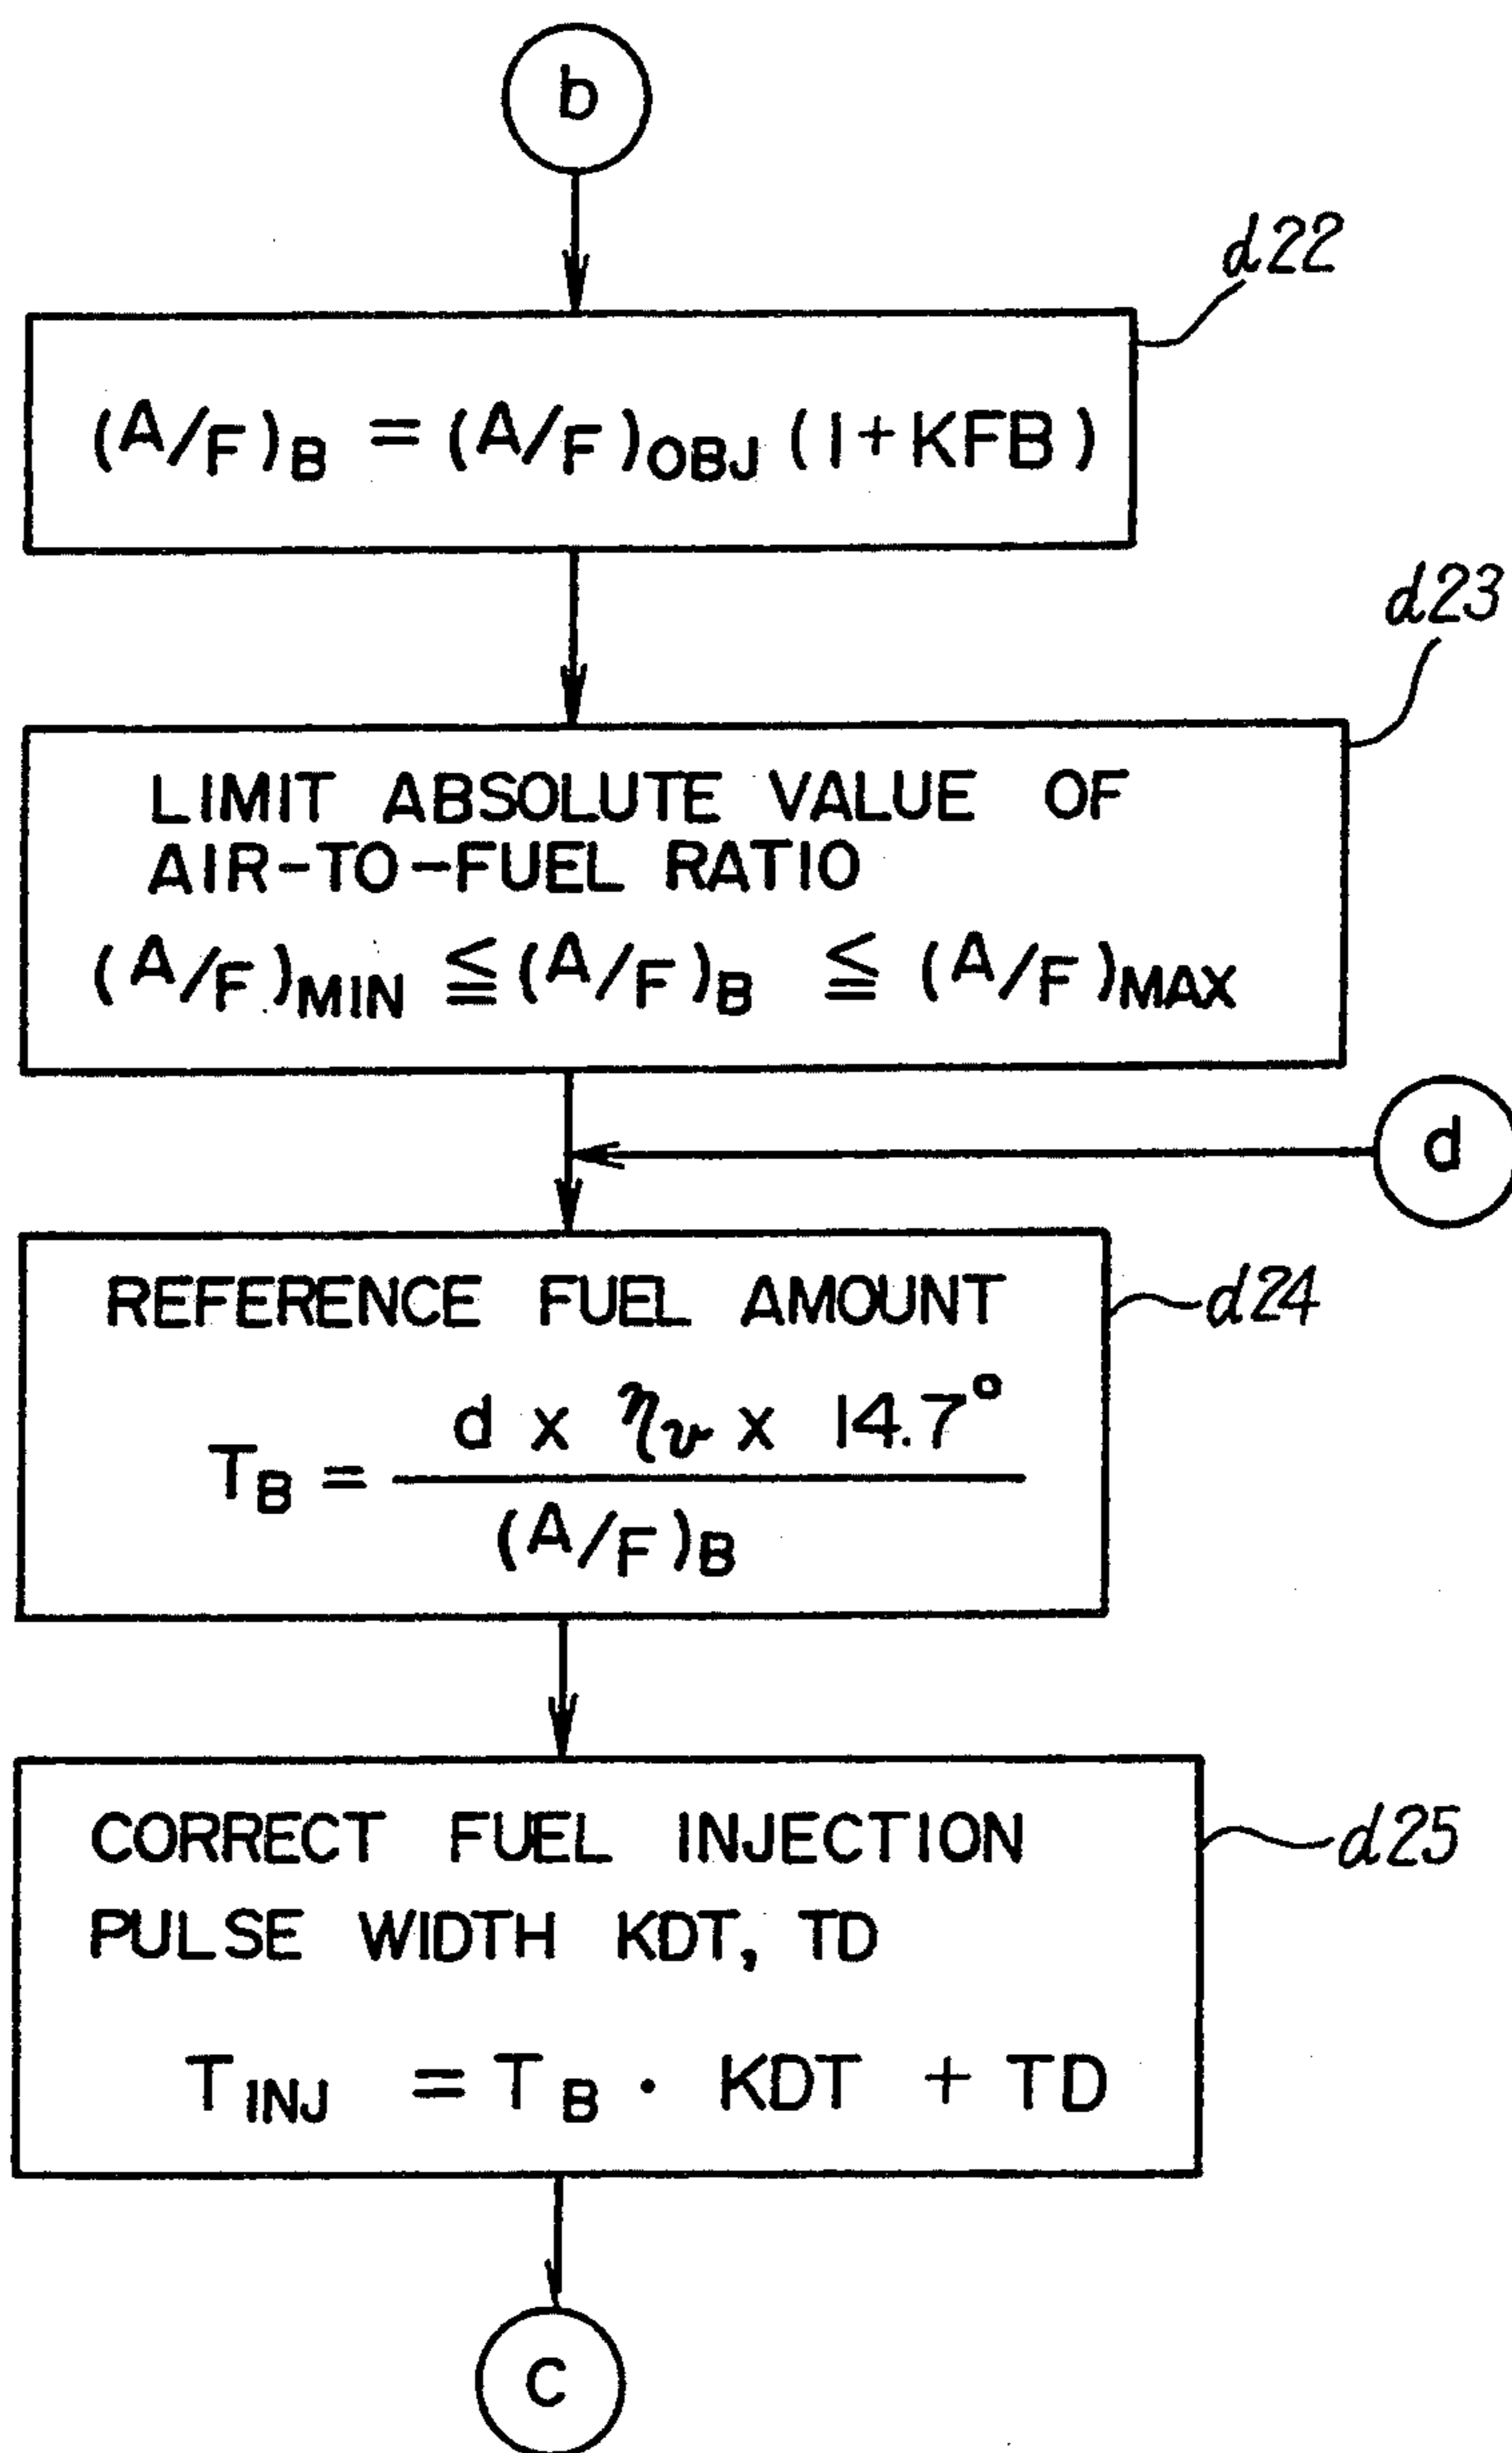 b
d22
(A/F)B = (A/F)OBJ (1+KFB)
d23
LIMIT ABSOLUTE VALUE OF
AIR-TO-FUEL RATIO
(A/F)MIN ≦ (A/F)B ≦ (A/F)MAX
d
REFERENCE FUEL AMOUNT
d24
TB = d x ηv x 14.7°
(A/F)B
CORRECT FUEL INJECTION
d25
PULSE WIDTH KDT, TD
TINJ = TB · KDT + TD
c